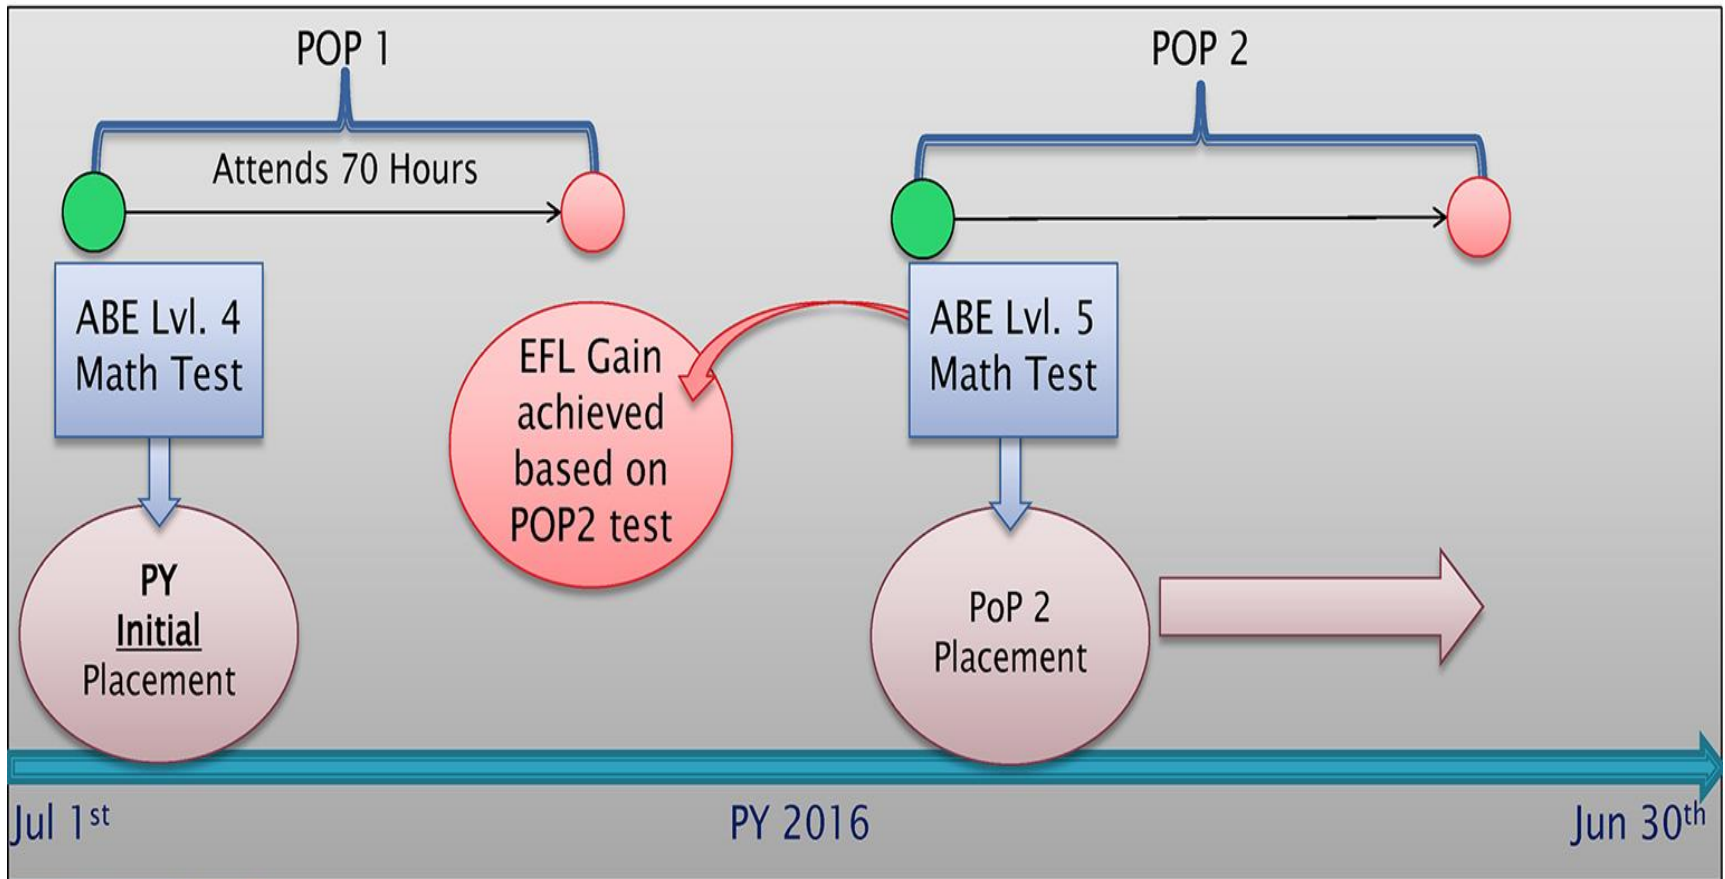 POP 1
POP 2
Attends 70 Hours
ABE Lvl. 4
Math Test
EFL Gain
achieved
based on
POP2 test
ABE Lvl. 5
Math Test
PY
Initial
Placement
PoP 2
Placement
Jul 1st
PY 2016
Jun 30th